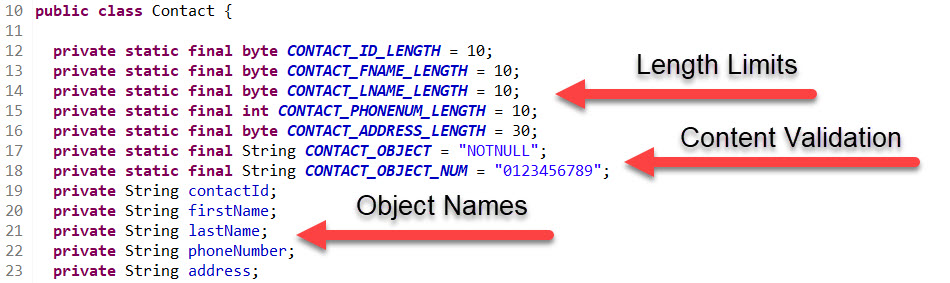 10 public class Contact {
11
12 private static final byte CONTACT_ID_LENGTH = 10;
13 private static final byte CONTACT_FNAME_LENGTH = 10;
14 private static final byte CONTACT_LNAME_LENGTH = 10;
15 private static final int CONTACT_PHONENUM_LENGTH = 10;
16 private static final byte CONTACT_ADDRESS_LENGTH = 30;
17 private static final String CONTACT_OBJECT = "NOTNULL";
18 private static final String CONTACT_OBJECT_NUM = "0123456789";
19 private String contactId;
20 private String firstName;
21 private String lastName;
22 private String phoneNumber;
23 private String address;
Length Limits
Content Validation
Object Names